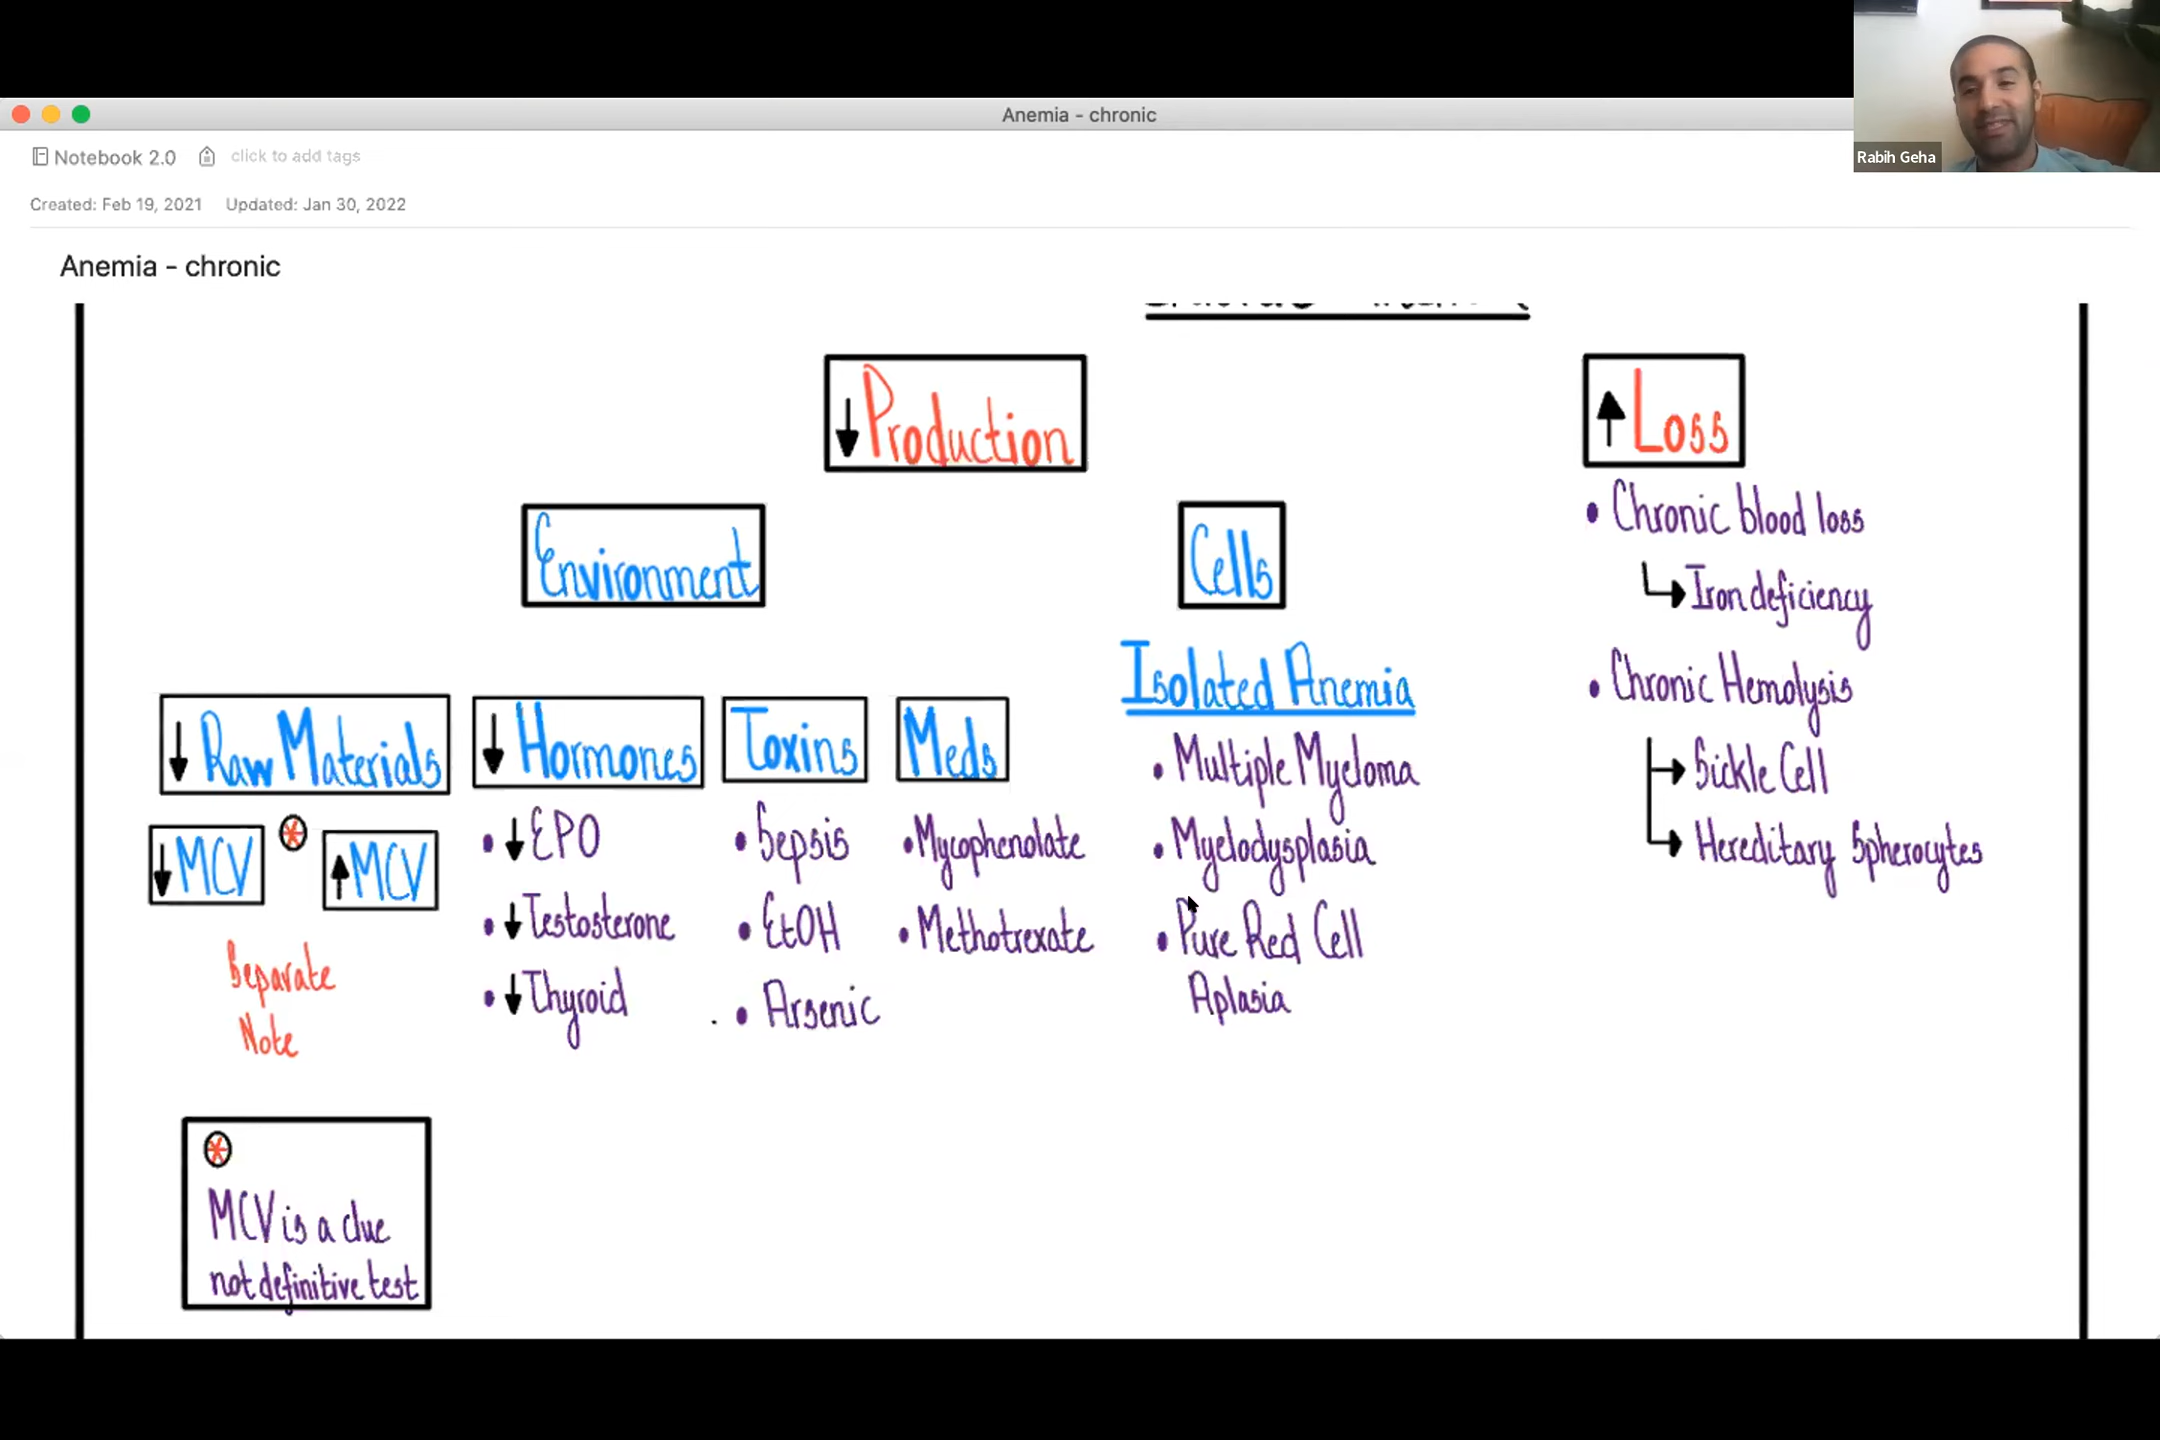 Anemia - chronic
Rabih Geha
Notebook 2.0 click to add tags
Created: Feb 19, 2021 Updated: Jan 30, 2022
Anemia - chronic
↓ Production
↑ Loss
Environment
Cells
• Chronic blood loss
↳ Iron deficiency
Isolated Anemia
• Chronic Hemolysis
→ Sickle Cell
→ Hereditary Spherocytes
↓ Raw Materials
↓ Hormones
Toxins
Meds
↓ MCV
* ↑ MCV
Separate
Note
• ↓ EPO
• ↓ Testosterone
• ↓ Thyroid
• Sepsis
• EtOH
• Arsenic
• Mycophenolate
• Methotrexate
• Multiple Myeloma
• Myelodysplasia
• Pure Red Cell
Aplasia
*
MCV is a clue
not definitive test